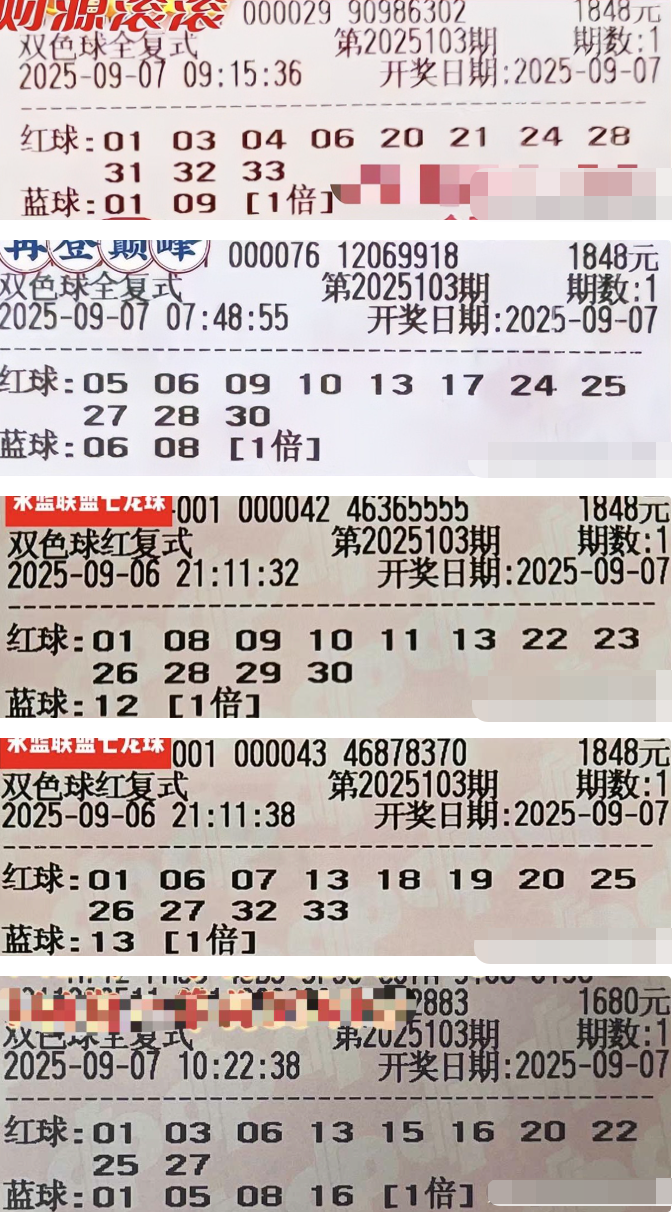 财源滚滚 000029 90986302 1848元
双色球全复式 第2025103期 期数:1
2025-09-07 09:15:36 开奖日期:2025-09-07
红球:01 03 04 06 20 21 24 28
31 32 33
蓝球:01 09 [1倍]
再登巅峰 000076 12069918 1848元
双色球全复式 第2025103期 期数:1
2025-09-07 07:48:55 开奖日期:2025-09-07
红球:05 06 09 10 13 17 24 25
27 28 30
蓝球:06 08 [1倍]
永蓝联盟七龙珠 -001 000042 46365555 1848元
双色球红复式 第2025103期 期数:1
2025-09-06 21:11:32 开奖日期:2025-09-07
红球:01 08 09 10 11 13 22 23
26 28 29 30
蓝球:12 [1倍]
永蓝联盟七龙珠 001 000043 46878370 1848元
双色球红复式 第2025103期 期数:1
2025-09-06 21:11:38 开奖日期:2025-09-07
红球:01 06 07 13 18 19 20 25
26 27 32 33
蓝球:13 [1倍]
2883 1680元
双色球全复式 第2025103期 期数:1
2025-09-07 10:22:38 开奖日期:2025-09-07
红球:01 03 06 13 15 16 20 22
25 27
蓝球:01 05 08 16 [1倍]